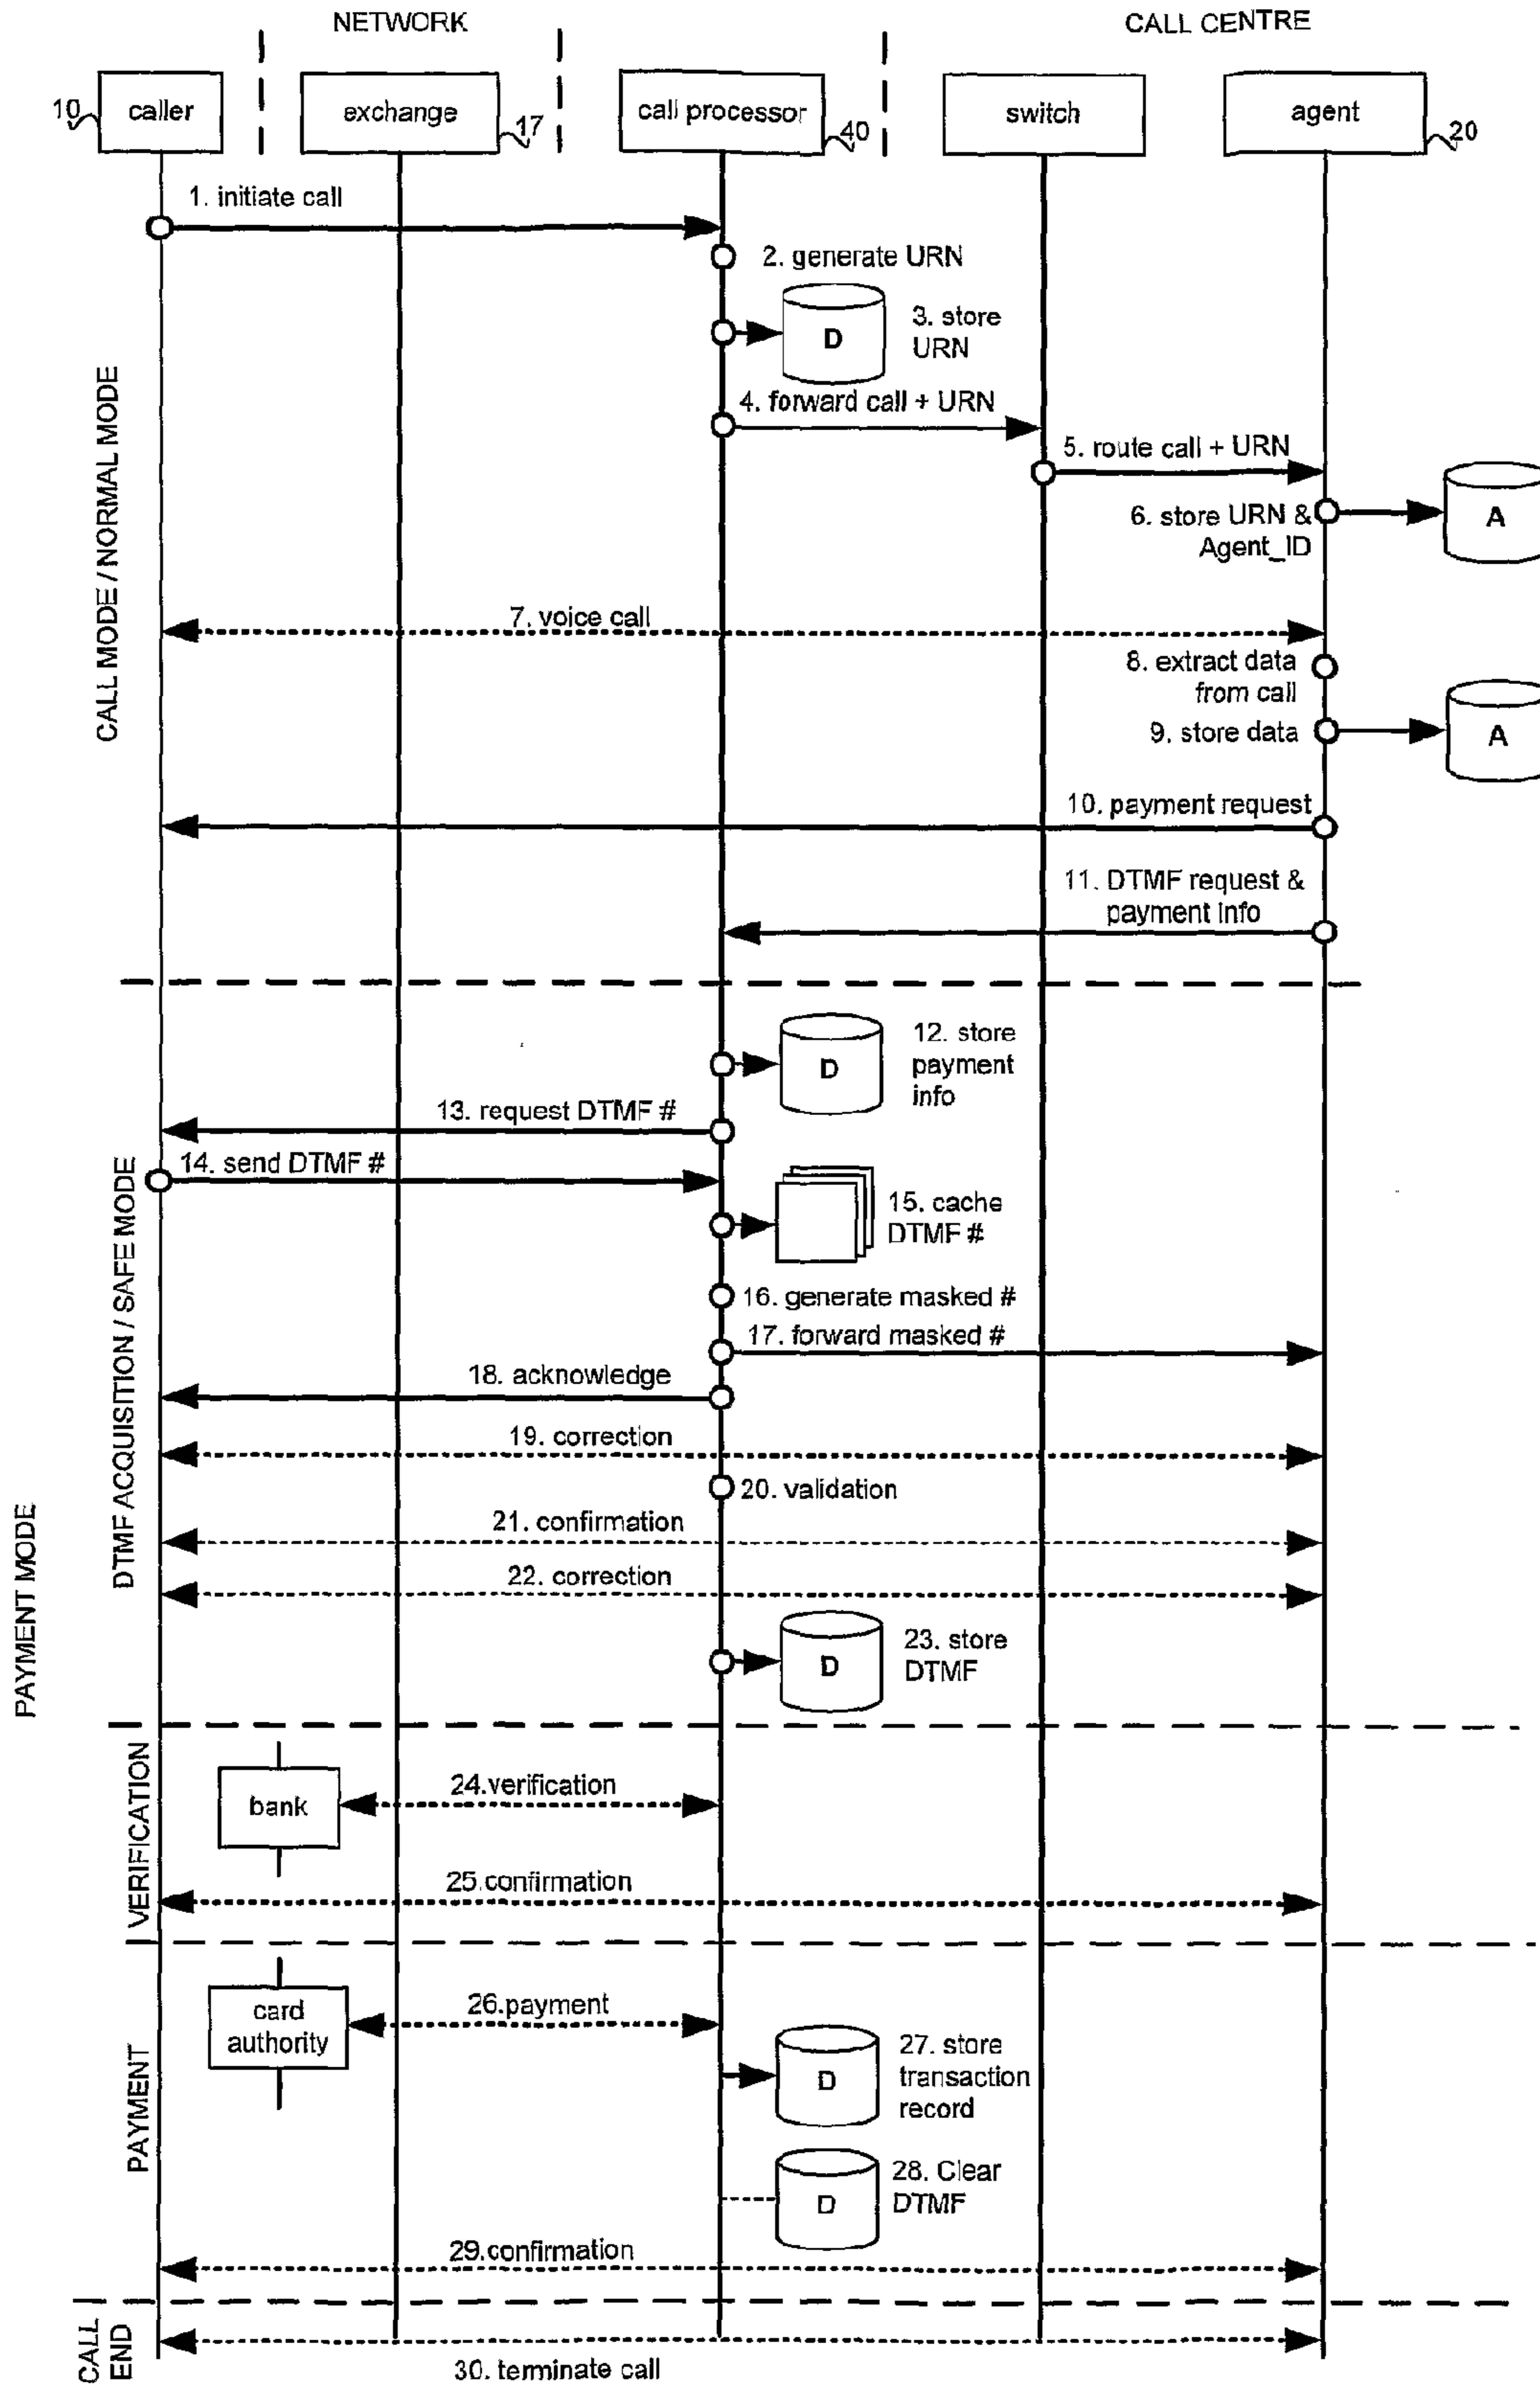 NETWORK
CALL CENTRE
10
caller
exchange
17
call processor
40
switch
agent
20
CALL MODE / NORMAL MODE
1. initiate call
2. generate URN
D
3. store
URN
4. forward call + URN
5. route call + URN
6. store URN &
Agent_ID
A
7. voice call
8. extract data
from call
9. store data
A
10. payment request
11. DTMF request &
payment info
PAYMENT MODE
DTMF ACQUISITION / SAFE MODE
D
12. store
payment
info
13. request DTMF #
14. send DTMF #
15. cache
DTMF #
16. generate masked #
17. forward masked #
18. acknowledge
19. correction
20. validation
21. confirmation
22. correction
D
23. store
DTMF
VERIFICATION
bank
24.verification
25.confirmation
PAYMENT
card
authority
26.payment
D
27. store
transaction
record
D
28. Clear
DTMF
29.confirmation
CALL
END
30. terminate call